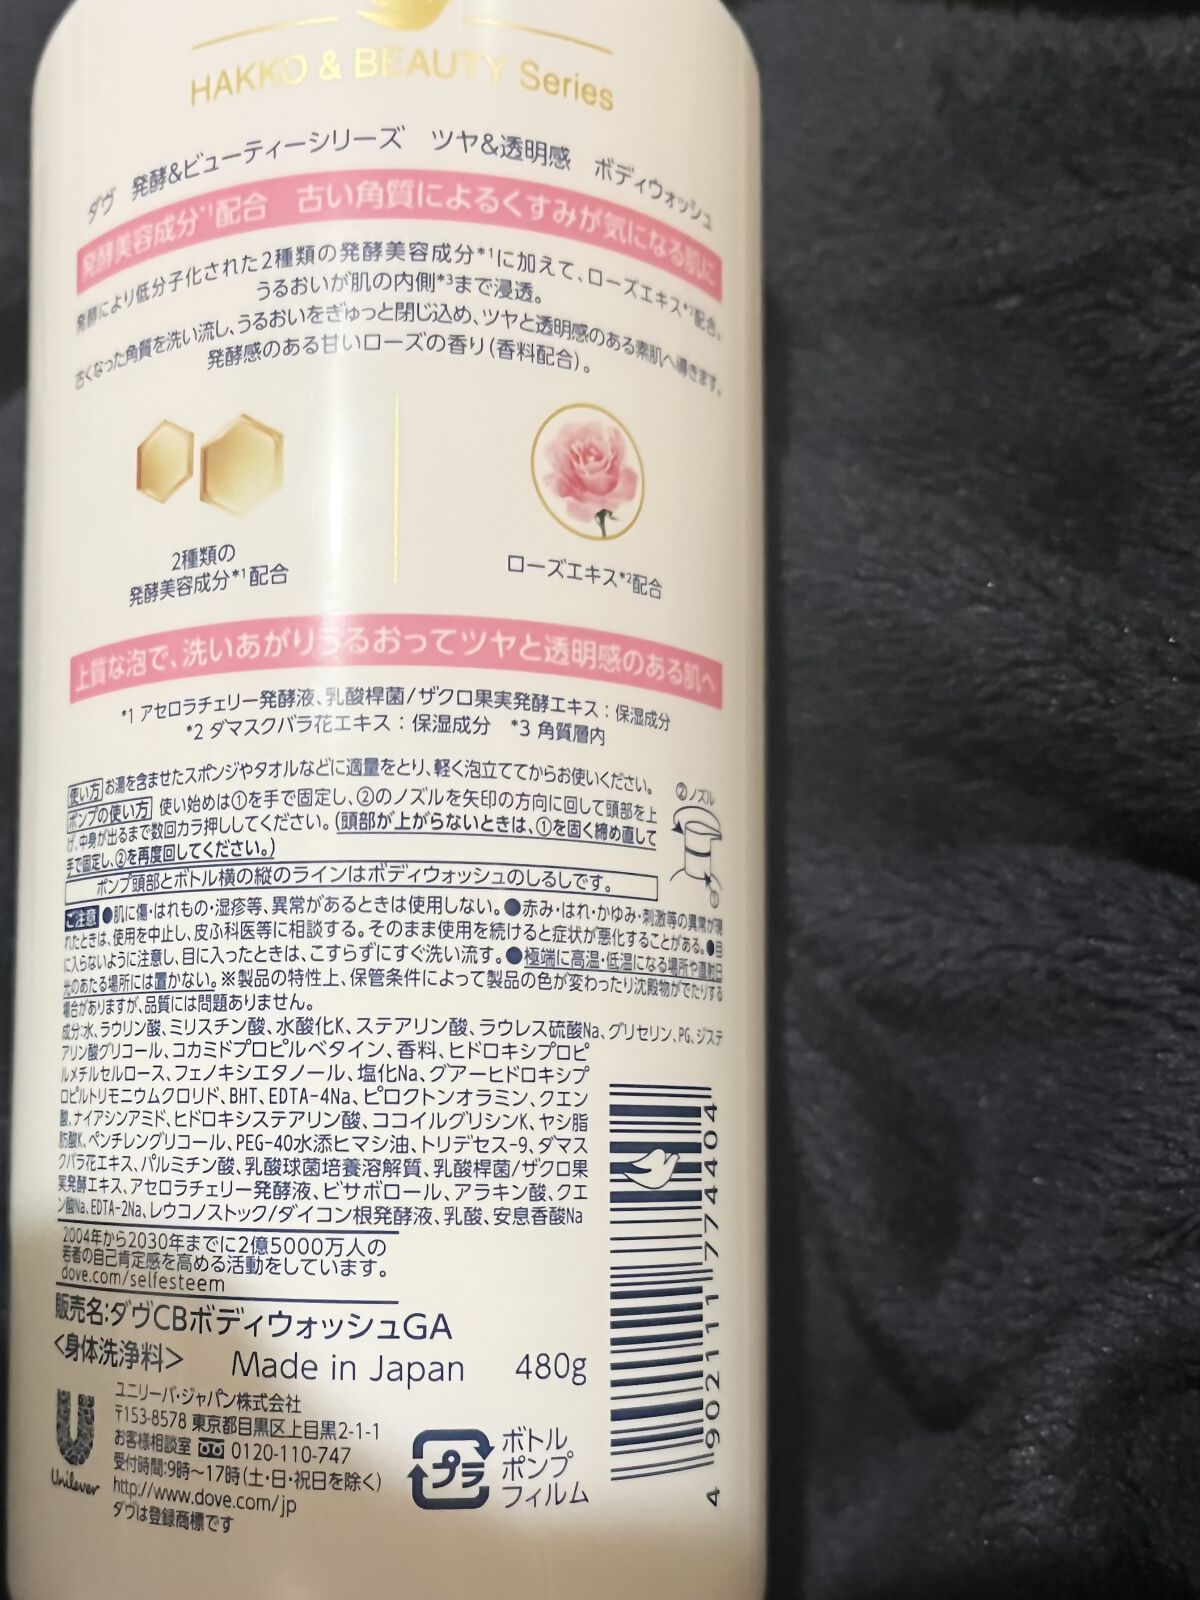 HAKKO & BEAUTY Series
ダヴ 発酵&ビューティーシリーズ ツヤ&透明感 ボディウォッシュ
発酵美容成分*1配合 古い角質によるくすみが気になる肌に
発酵により低分子化された2種類の発酵美容成分*1に加えて、ローズエキス*2配合。
うるおいが肌の内側*3まで浸透。
古くなった角質を洗い流し、うるおいをぎゅっと閉じ込め、ツヤと透明感のある素肌へ導きます。
発酵感のある甘いローズの香り(香料配合)。
2種類の
発酵美容成分*1配合
ローズエキス*2配合
上質な泡で、洗いあがりうるおってツヤと透明感のある肌へ
*1 アセロラチェリー発酵液、乳酸桿菌/ザクロ果実発酵エキス：保湿成分
*2 ダマスクバラ花エキス：保湿成分 *3 角質層内
使い方 お湯を含ませたスポンジやタオルなどに適量をとり、軽く泡立ててからお使いください。
ポンプの使い方 使い始めは①を手で固定し、②のノズルを矢印の方向に回して頭部を上
げ、中身が出るまで数回カラ押ししてください。(頭部が上がらないときは、①を固く締め直して
手で固定し、②を再度回してください。)
②ノズル
①
ポンプ頭部とボトル横の縦のラインはボディウォッシュのしるしです。
ご注意 ●肌に傷・はれもの・湿疹等、異常があるときは使用しない。●赤み・はれ・かゆみ・刺激等の異常が現
れたときは、使用を中止し、皮ふ科医等に相談する。そのまま使用を続けると症状が悪化することがある。●目
に入らないように注意し、目に入ったときは、こすらずにすぐ洗い流す。●極端に高温・低温になる場所や直射日
光のあたる場所には置かない。※製品の特性上、保管条件によって製品の色が変わったり沈殿物がでたりする
場合がありますが、品質には問題ありません。
成分:水、ラウリン酸、ミリスチン酸、水酸化K、ステアリン酸、ラウレス硫酸Na、グリセリン、PG、ジステ
アリン酸グリコール、コカミドプロピルベタイン、香料、ヒドロキシプロピ
ルメチルセルロース、フェノキシエタノール、塩化Na、グアーヒドロキシプ
ロピルトリモニウムクロリド、BHT、EDTA-4Na、ピロクトンオラミン、クエン
酸、ナイアシンアミド、ヒドロキシステアリン酸、ココイルグリシンK、ヤシ脂
肪酸K、ペンチレングリコール、PEG-40水添ヒマシ油、トリデセス-9、ダマス
クバラ花エキス、パルミチン酸、乳酸球菌培養溶解質、乳酸桿菌/ザクロ果
実発酵エキス、アセロラチェリー発酵液、ビサボロール、アラキン酸、クエ
ン酸Na、EDTA-2Na、レウコノストック/ダイコン根発酵液、乳酸、安息香酸Na
2004年から2030年までに2億5000万人の
若者の自己肯定感を高める活動をしています。
dove.com/selfesteem
販売名:ダヴCBボディウォッシュGA
<身体洗浄料> Made in Japan 480g
Unilever
ユニリーバ・ジャパン株式会社
〒153-8578 東京都目黒区上目黒2-1-1
お客様相談室 0120-110-747
受付時間:9時〜17時(土・日・祝日を除く)
http://www.dove.com/jp
ダヴは登録商標です
プラ
ボトル
ポンプ
フィルム
4 902111 774404